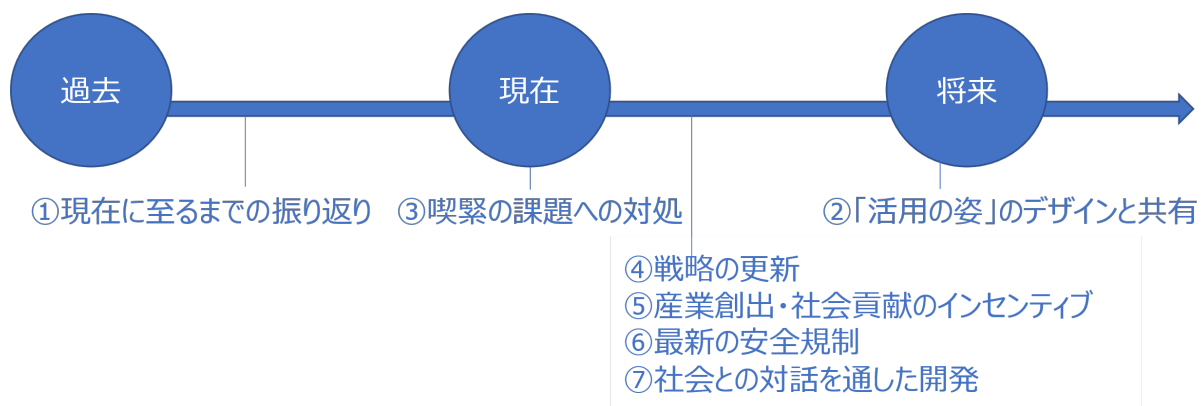 過去
現在
将来
①現在に至るまでの振り返り
③喫緊の課題への対処
②「活用の姿」のデザインと共有
④戦略の更新
⑤産業創出・社会貢献のインセンティブ
⑥最新の安全規制
⑦社会との対話を通した開発